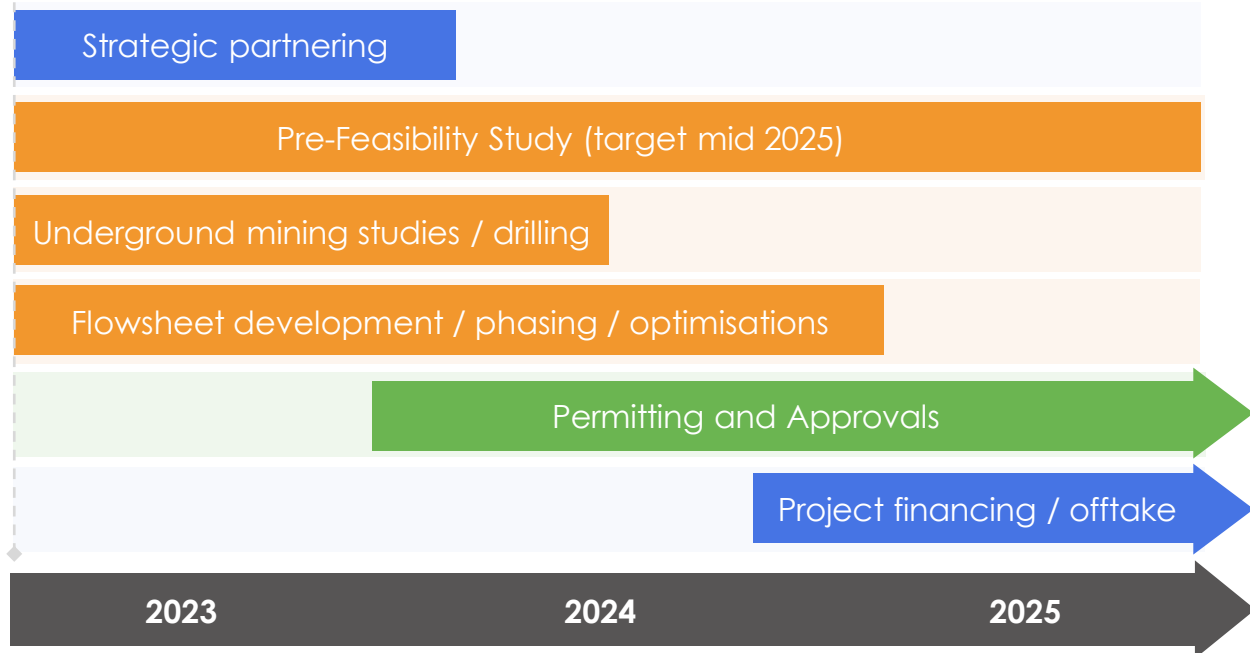 Strategic partnering
Pre-Feasibility Study (target mid 2025)
Underground mining studies / drilling
Flowsheet development / phasing / optimisations
Permitting and Approvals
Project financing / offtake
2023 2024 2025